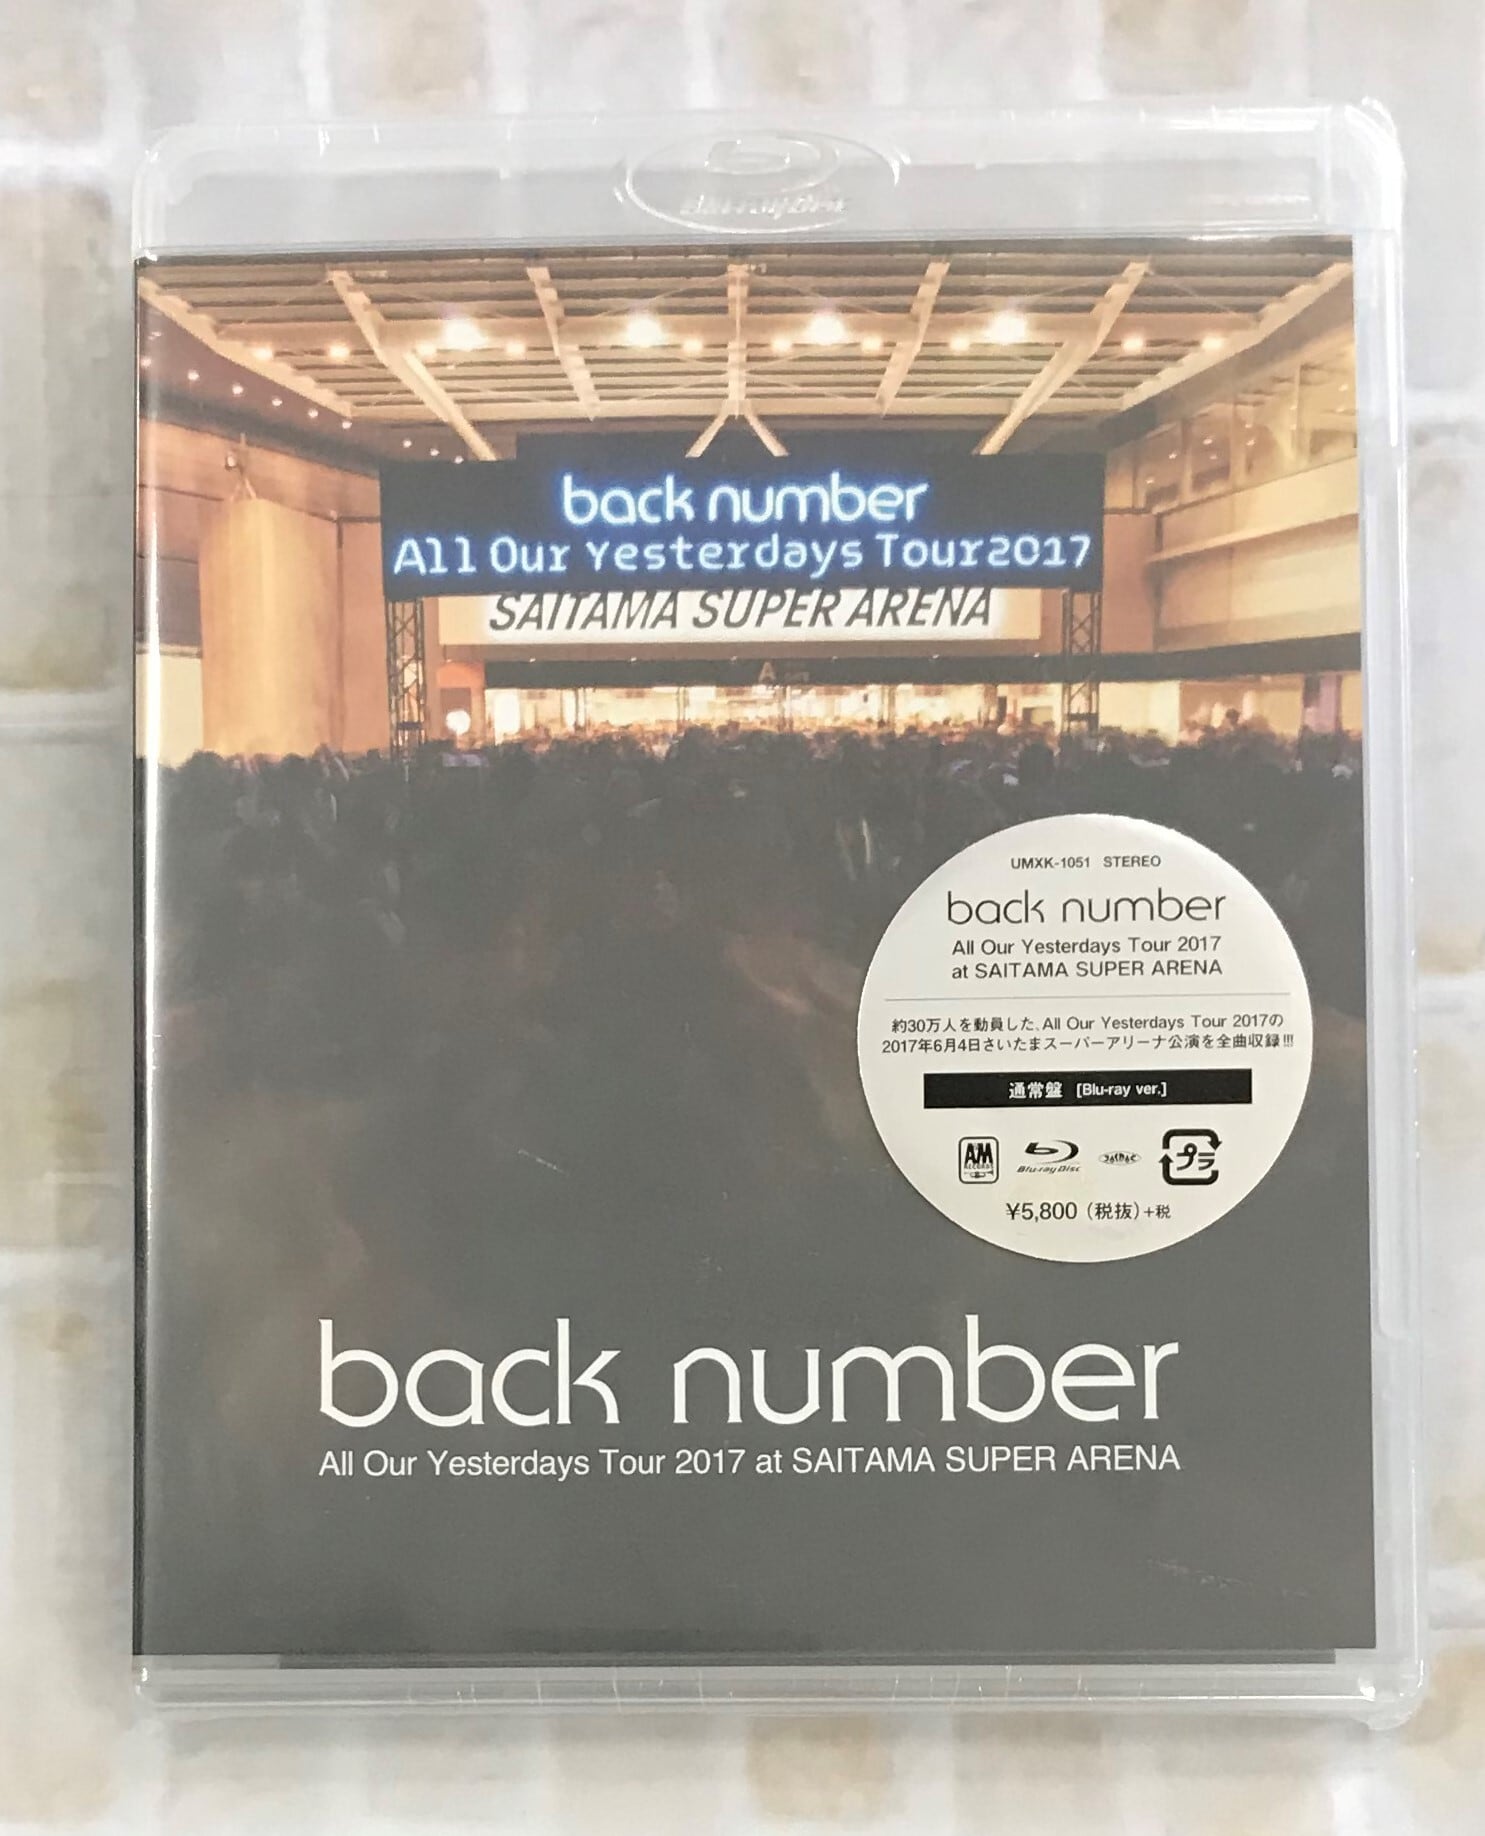 Blu-ray Disc
back number
All Our Yesterdays Tour2017
SAITAMA SUPER ARENA
A
UMXK-1051 STEREO
back number
All Our Yesterdays Tour 2017
at SAITAMA SUPER ARENA
約30万人を動員した、All Our Yesterdays Tour 2017の
2017年6月4日さいたまスーパーアリーナ公演を全曲収録!!!
通常盤 [Blu-ray ver.]
A&M RECORDS
Blu-ray Disc
プラ
¥5,800（税抜）+税
back number
All Our Yesterdays Tour 2017 at SAITAMA SUPER ARENA